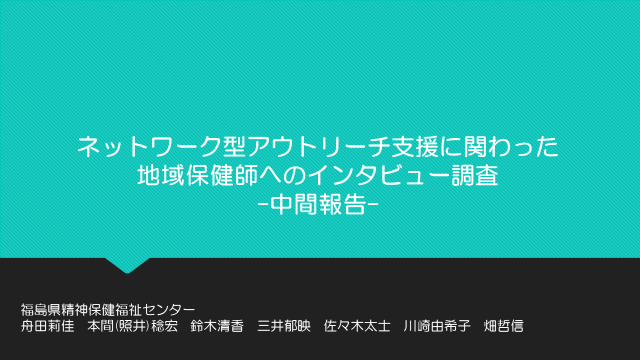 ネットワーク型アウトリーチ支援に関わった
地域保健師へのインタビュー調査
-中間報告-
福島県精神保健福祉センター
舟田莉佳　本間(照井)稔宏　鈴木清香　三井郁映　佐々木太士　川崎由希子　畑哲信